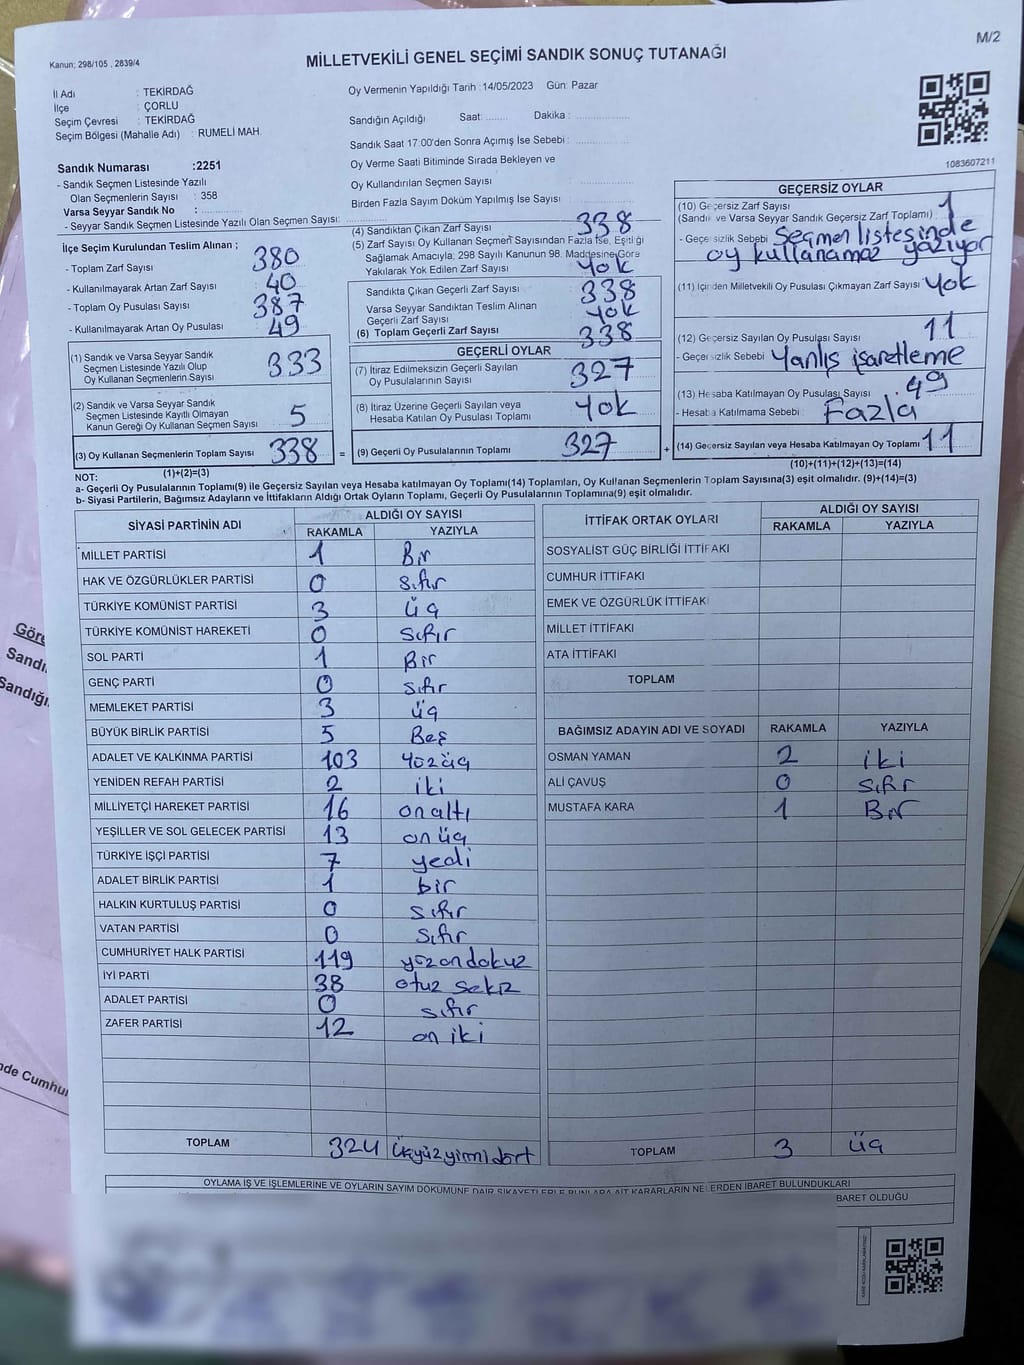 M/2
Kanun; 298/105 , 2839/4
MİLLETVEKİLİ GENEL SEÇİMİ SANDIK SONUÇ TUTANAĞI
İl Adı : TEKİRDAĞ
İlçe : ÇORLU
Seçim Çevresi : TEKİRDAĞ
Seçim Bölgesi (Mahalle Adı) : RUMELİ MAH.
Oy Vermenin Yapıldığı Tarih :14/05/2023 Gün: Pazar
Sandığın Açıldığı Saat: ....... Dakika : ................
Sandık Saat 17:00'den Sonra Açımış İse Sebebi : ................
Oy Verme Saati Bitiminde Sırada Bekleyen ve
Oy Kullandırılan Seçmen Sayısı ................
Birden Fazla Sayım Döküm Yapılmış İse Sayısı ................
1083607211
Sandık Numarası :2251
- Sandık Seçmen Listesinde Yazılı
Olan Seçmenlerin Sayısı : 358
Varsa Seyyar Sandık No : ................
- Seyyar Sandık Seçmen Listesinde Yazılı Olan Seçmen Sayısı: ................
İlçe Seçim Kurulundan Teslim Alınan ;
- Toplam Zarf Sayısı 380
- Kullanılmayarak Artan Zarf Sayısı 40
- Toplam Oy Pusulası Sayısı 387
- Kullanılmayarak Artan Oy Pusulası 49
(1) Sandık ve Varsa Seyyar Sandık
Seçmen Listesinde Yazılı Olup
Oy Kullanan Seçmenlerin Sayısı 333
(2) Sandık ve Varsa Seyyar Sandık
Seçmen Listesinde Kayıtlı Olmayan
Kanun Gereği Oy Kullanan Seçmen Sayısı 5
(3) Oy Kullanan Seçmenlerin Toplam Sayısı 338
(1)+(2)=(3)
(4) Sandıktan Çıkan Zarf Sayısı 338
(5) Zarf Sayısı Oy Kullanan Seçmen Sayısından Fazla İse, Eşitliği
Sağlamak Amacıyla; 298 Sayılı Kanunun 98. Maddesine Göre
Yakılarak Yok Edilen Zarf Sayısı Yok
Sandıkta Çıkan Geçerli Zarf Sayısı 338
Varsa Seyyar Sandıktan Teslim Alınan
Geçerli Zarf Sayısı Yok
(6) Toplam Geçerli Zarf Sayısı 338
GEÇERLİ OYLAR
(7) İtiraz Edilmeksizin Geçerli Sayılan
Oy Pusulalarının Sayısı 327
(8) İtiraz Üzerine Geçerli Sayılan veya
Hesaba Katılan Oy Pusulası Toplamı Yok
= (9) Geçerli Oy Pusulalarının Toplamı 327 +
GEÇERSİZ OYLAR
(10) Geçersiz Zarf Sayısı 1
(Sandık ve Varsa Seyyar Sandık Geçersiz Zarf Toplamı)
- Geçersizlik Sebebi Seçmen listesinde
oy kullanamaz yazıyor
(11) İçinden Milletvekili Oy Pusulası Çıkmayan Zarf Sayısı Yok
(12) Geçersiz Sayılan Oy Pusulası Sayısı 11
- Geçersizlik Sebebi Yanlış işaretleme
(13) Hesaba Katılmayan Oy Pusulası Sayısı 49
- Hesaba Katılmama Sebebi : Fazla
(14) Geçersiz Sayılan veya Hesaba Katılmayan Oy Toplamı 11
(10)+(11)+(12)+(13)=(14)
NOT:
a- Geçerli Oy Pusulalarının Toplamı(9) ile Geçersiz Sayılan veya Hesaba katılmayan Oy Toplamı(14) Toplamları, Oy Kullanan Seçmenlerin Toplam Sayısına(3) eşit olmalıdır. (9)+(14)=(3)
b- Siyasi Partilerin, Bağımsız Adayların ve İttifakların Aldığı Ortak Oyların Toplamı, Geçerli Oy Pusulalarının Toplamına(9) eşit olmalıdır.
SİYASİ PARTİNİN ADI ALDIĞI OY SAYISI
RAKAMLA YAZIYLA
MİLLET PARTİSİ 1 Bir
HAK VE ÖZGÜRLÜKLER PARTİSİ 0 sıfır
TÜRKİYE KOMÜNİST PARTİSİ 3 üç
TÜRKİYE KOMÜNİST HAREKETİ 0 sıfır
SOL PARTİ 1 Bir
GENÇ PARTİ 0 sıfır
MEMLEKET PARTİSİ 3 üç
BÜYÜK BİRLİK PARTİSİ 5 Beş
ADALET VE KALKINMA PARTİSİ 103 Yüzüç
YENİDEN REFAH PARTİSİ 2 iki
MİLLİYETÇİ HAREKET PARTİSİ 16 onaltı
YEŞİLLER VE SOL GELECEK PARTİSİ 13 onüç
TÜRKİYE İŞÇİ PARTİSİ 7 yedi
ADALET BİRLİK PARTİSİ 1 bir
HALKIN KURTULUŞ PARTİSİ 0 sıfır
VATAN PARTİSİ 0 sıfır
CUMHURİYET HALK PARTİSİ 119 yüzondokuz
İYİ PARTİ 38 otuz sekiz
ADALET PARTİSİ 0 sıfır
ZAFER PARTİSİ 12 on iki
TOPLAM 324 üçyüzyirmidört
İTTİFAK ORTAK OYLARI ALDIĞI OY SAYISI
RAKAMLA YAZIYLA
SOSYALİST GÜÇ BİRLİĞİ İTTİFAKI
CUMHUR İTTİFAKI
EMEK VE ÖZGÜRLÜK İTTİFAKI
MİLLET İTTİFAKI
ATA İTTİFAKI
TOPLAM
BAĞIMSIZ ADAYIN ADI VE SOYADI RAKAMLA YAZIYLA
OSMAN YAMAN 2 iki
ALİ ÇAVUŞ 0 sıfır
MUSTAFA KARA 1 Bir
TOPLAM 3 üç
OYLAMA İŞ VE İŞLEMLERİNE VE OYLARIN SAYIM DÖKÜMÜNE DAİR ŞİKAYETLERLE BUNLARA AİT KARARLARIN NELERDEN İBARET BULUNDUKLARI
BARET OLDUĞU
Göre
Sandı
Sandığı
nde Cumhu